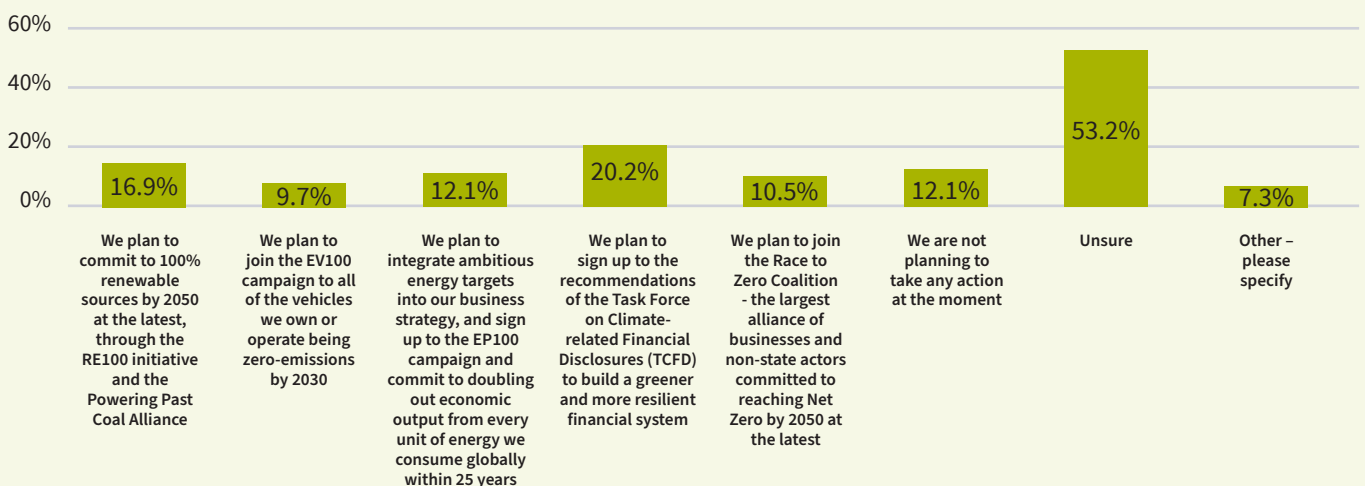 60%
40%
20%
0%
16.9%
9.7%
12.1%
20.2%
10.5%
12.1%
53.2%
7.3%
We plan to
commit to 100%
renewable
sources by 2050
at the latest,
through the
RE100 initiative
and the
Powering Past
Coal Alliance
We plan to
join the EV100
campaign to all
of the vehicles
we own or
operate being
zero-emissions
by 2030
We plan to
integrate ambitious
energy targets
into our business
strategy, and sign
up to the EP100
campaign and
commit to doubling
out economic
output from every
unit of energy we
consume globally
within 25 years
We plan to
sign up to the
recommendations
of the Task Force
on Climate-
related Financial
Disclosures (TCFD)
to build a greener
and more resilient
financial system
We plan to join
the Race to
Zero Coalition
- the largest
alliance of
businesses and
non-state actors
committed to
reaching Net
Zero by 2050 at
the latest
We are not
planning to
take any action
at the moment
Unsure
Other –
please
specify